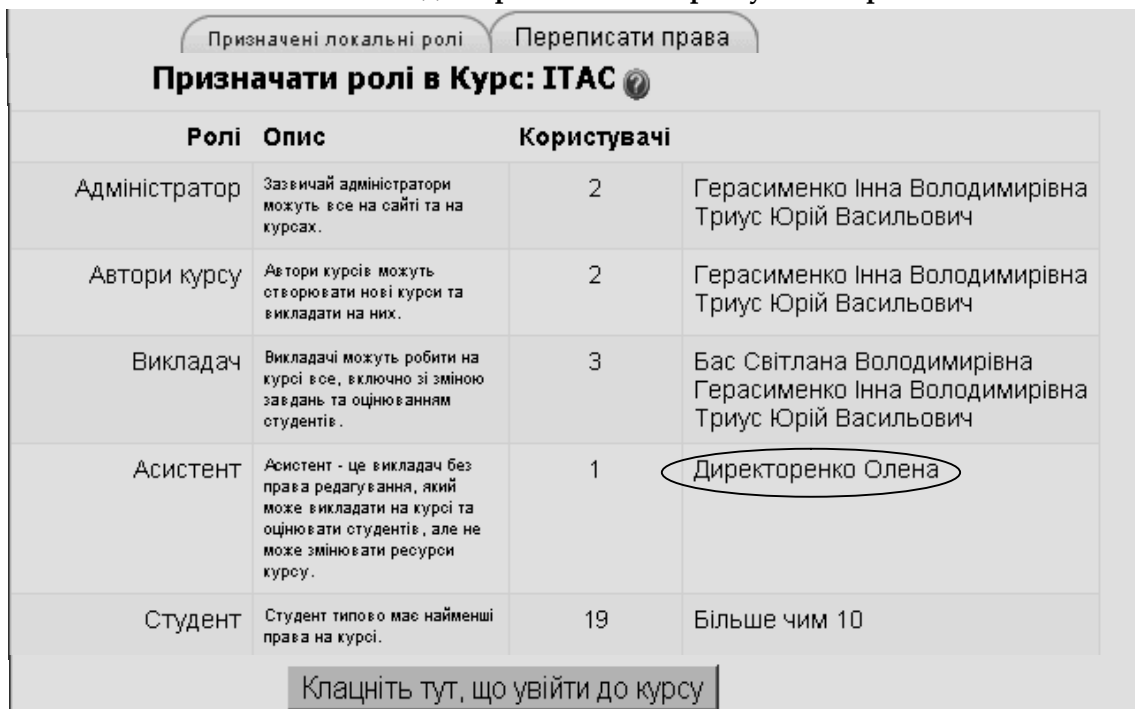 Призначені локальні ролі Переписати права
Призначати ролі в Курс: ІТАС
Ролі Опис Користувачі
Адміністратор Зазвичай адміністратори 2 Герасименко Інна Володимирівна
можуть все на сайті та на Триус Юрій Васильович
курсах.
Автори курсу Автори курсів можуть 2 Герасименко Інна Володимирівна
створювати нові курси та Триус Юрій Васильович
викладати на них.
Викладач Викладачі можуть робити на 3 Бас Світлана Володимирівна
курсі все, включно зі зміною Герасименко Інна Володимирівна
завдань та оцінюванням Триус Юрій Васильович
студентів.
Асистент Асистент - це викладач без 1 Директоренко Олена
права редагування, який
може викладати на курсі та
оцінювати студентів, але не
може змінювати ресурси
курсу.
Студент Студент типово має найменші 19 Більше чим 10
права на курсі.
Клацніть тут, що увійти до курсу